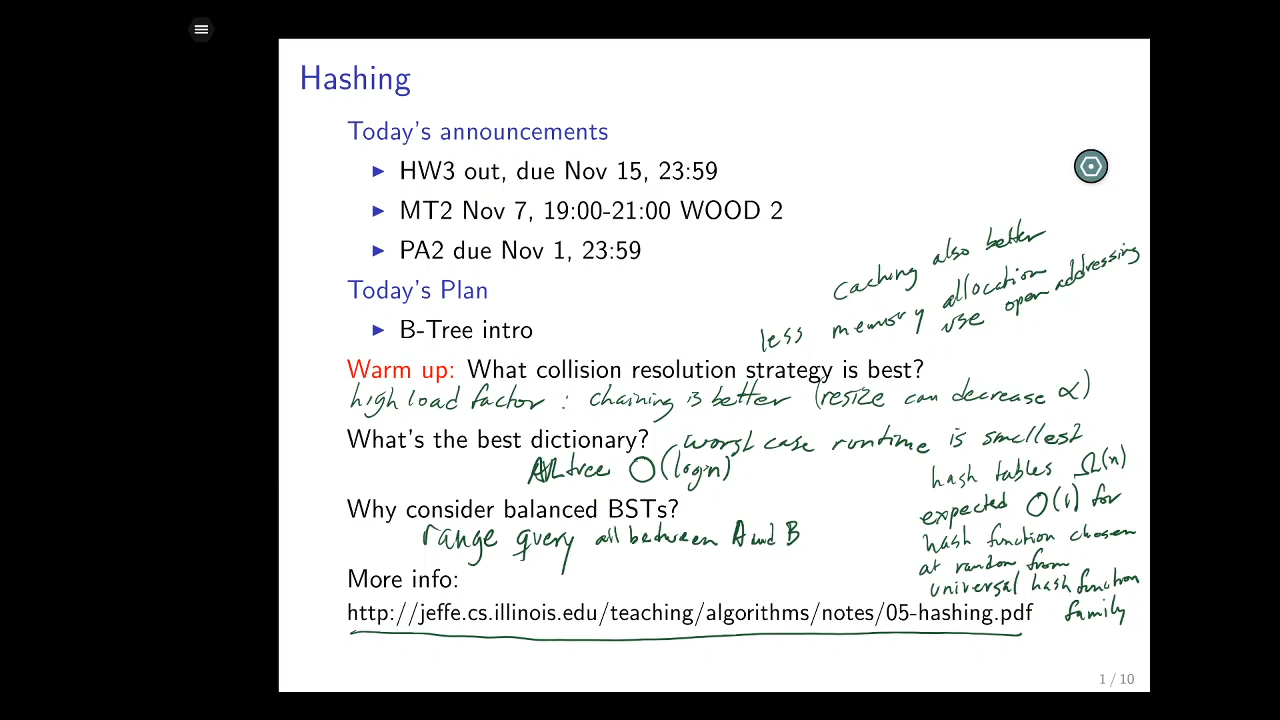 Hashing
Today's announcements
▶ HW3 out, due Nov 15, 23:59
▶ MT2 Nov 7, 19:00-21:00 WOOD 2
▶ PA2 due Nov 1, 23:59
Today's Plan
▶ B-Tree intro
caching also better
less memory allocation
use open addressing
Warm up: What collision resolution strategy is best?
high load factor : chaining is better (resize can decrease α)
What's the best dictionary? worst case runtime is smallest
AVL tree O(log n)
hash tables Ω(n)
expected O(1) for
hash function chosen
at random from
universal hash function
family
Why consider balanced BSTs?
range query all between A and B
More info:
http://jeffe.cs.illinois.edu/teaching/algorithms/notes/05-hashing.pdf
1 / 10